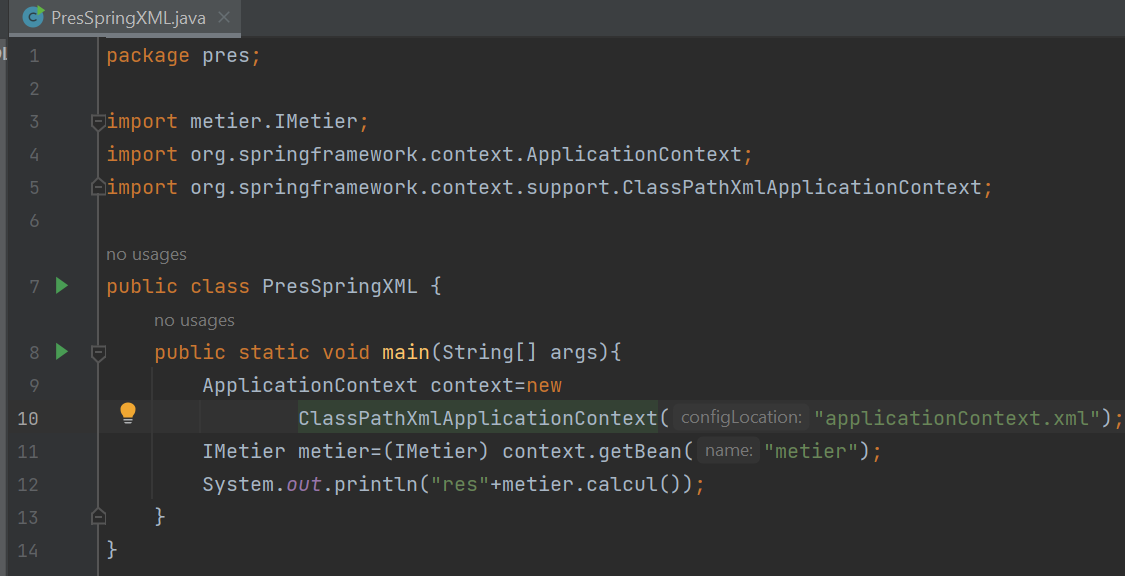 PresSpringXML.java
1 package pres;
2
3 import metier.IMetier;
4 import org.springframework.context.ApplicationContext;
5 import org.springframework.context.support.ClassPathXmlApplicationContext;
6
no usages
7 public class PresSpringXML {
no usages
8 public static void main(String[] args){
9 ApplicationContext context=new
10 ClassPathXmlApplicationContext( configLocation: "applicationContext.xml");
11 IMetier metier=(IMetier) context.getBean( name: "metier");
12 System.out.println("res"+metier.calcul());
13 }
14 }